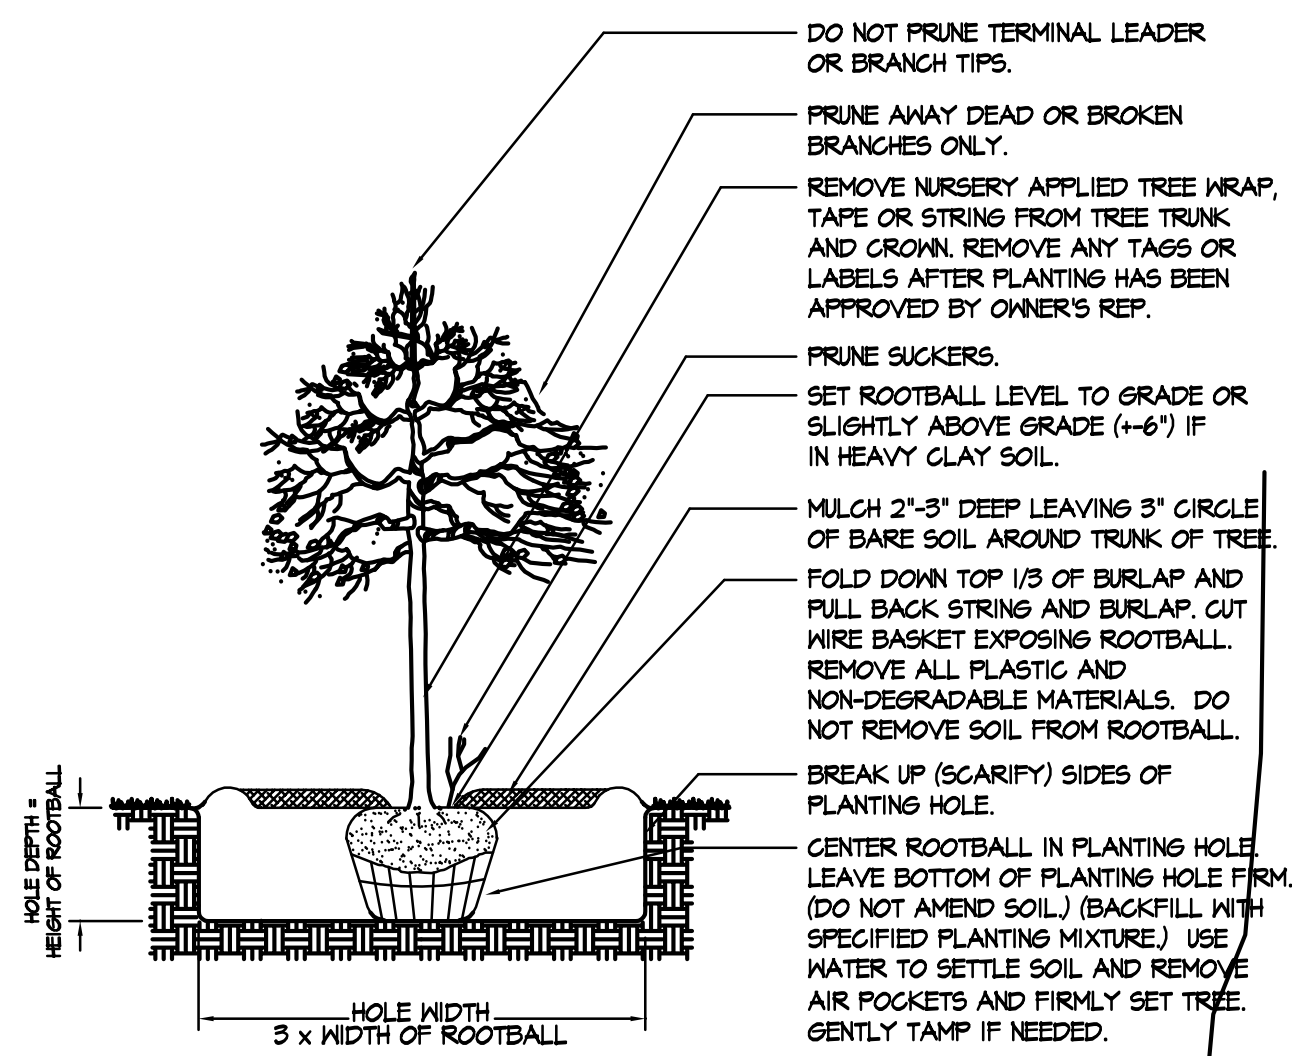 DO NOT PRUNE TERMINAL LEADER
OR BRANCH TIPS.
PRUNE AWAY DEAD OR BROKEN
BRANCHES ONLY.
REMOVE NURSERY APPLIED TREE WRAP,
TAPE OR STRING FROM TREE TRUNK
AND CROWN. REMOVE ANY TAGS OR
LABELS AFTER PLANTING HAS BEEN
APPROVED BY OWNER'S REP.
PRUNE SUCKERS.
SET ROOTBALL LEVEL TO GRADE OR
SLIGHTLY ABOVE GRADE (+-6") IF
IN HEAVY CLAY SOIL.
MULCH 2"-3" DEEP LEAVING 3" CIRCLE
OF BARE SOIL AROUND TRUNK OF TREE.
FOLD DOWN TOP 1/3 OF BURLAP AND
PULL BACK STRING AND BURLAP. CUT
WIRE BASKET EXPOSING ROOTBALL.
REMOVE ALL PLASTIC AND
NON-DEGRADABLE MATERIALS. DO
NOT REMOVE SOIL FROM ROOTBALL.
BREAK UP (SCARIFY) SIDES OF
PLANTING HOLE.
CENTER ROOTBALL IN PLANTING HOLE.
LEAVE BOTTOM OF PLANTING HOLE FIRM.
(DO NOT AMEND SOIL.) (BACKFILL WITH
SPECIFIED PLANTING MIXTURE.) USE
WATER TO SETTLE SOIL AND REMOVE
AIR POCKETS AND FIRMLY SET TREE.
GENTLY TAMP IF NEEDED.
HOLE DEPTH =
HEIGHT OF ROOTBALL
HOLE WIDTH
3 x WIDTH OF ROOTBALL